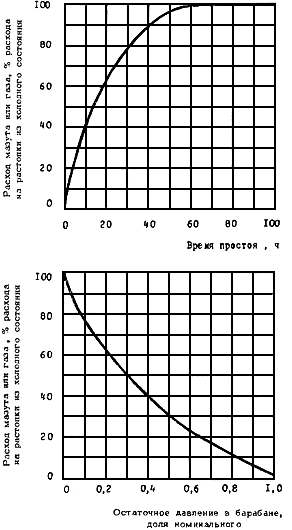 Расход мазута или газа, % расхода
на растопки из холодного состояния
100
80
60
40
20
0
0 20 40 60 80 100
Время простоя , ч
Расход мазута или газа , % расхода
на растопки из холодного состояния
100
80
60
40
20
0
0 0,2 0,4 0,6 0,8 1,0
Остаточное давление в барабане,
доля номинального